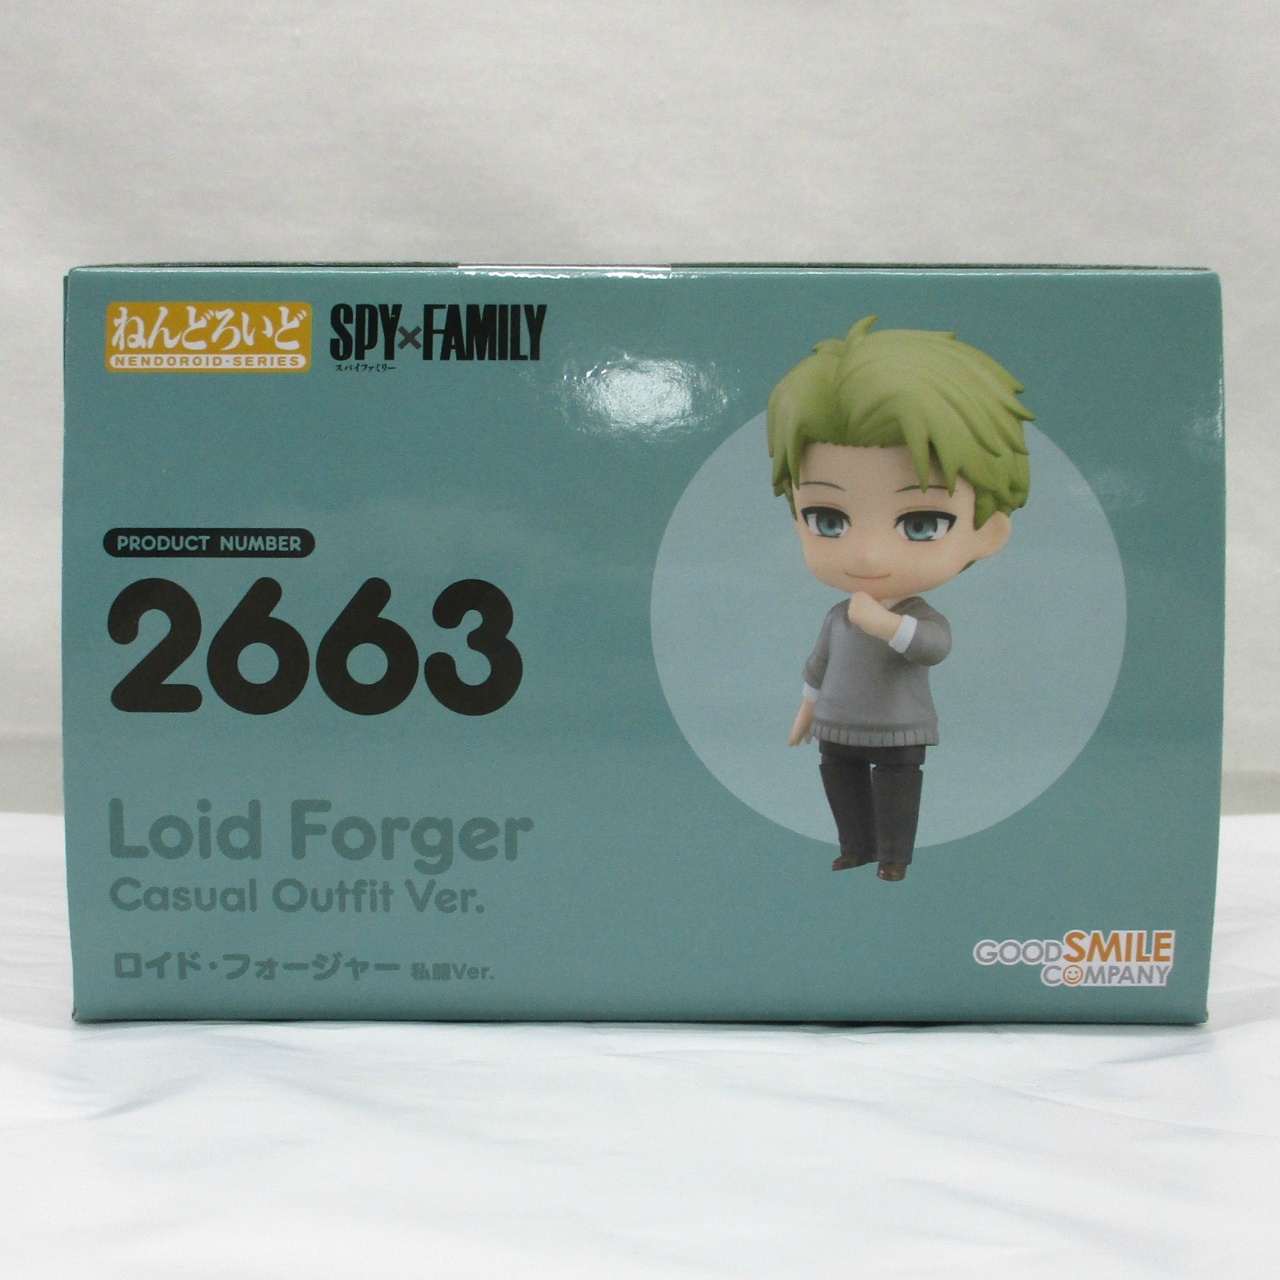 ねんどろいど
NENDOROID-SERIES
SPY×FAMILY
スパイファミリー
PRODUCT NUMBER
2663
Loid Forger
Casual Outfit Ver.
ロイド・フォージャー 私服Ver.
GOOD SMILE
COMPANY